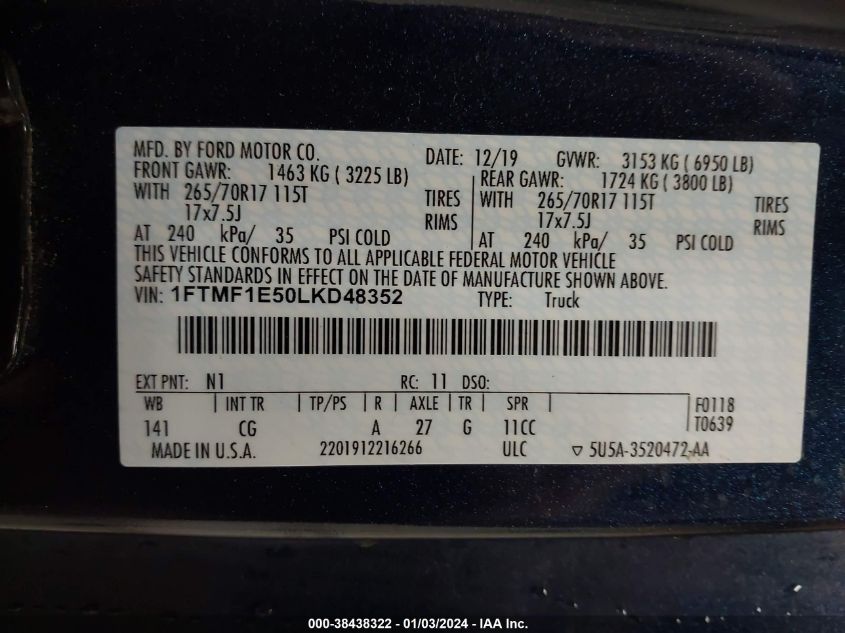 MFD. BY FORD MOTOR CO. DATE: 12/19 GVWR: 3153 KG ( 6950 LB)
FRONT GAWR: 1463 KG ( 3225 LB) REAR GAWR: 1724 KG ( 3800 LB)
WITH 265/70R17 115T TIRES WITH 265/70R17 115T TIRES
17x7.5J RIMS 17x7.5J RIMS
AT 240 kPa/ 35 PSI COLD AT 240 kPa/ 35 PSI COLD
THIS VEHICLE CONFORMS TO ALL APPLICABLE FEDERAL MOTOR VEHICLE
SAFETY STANDARDS IN EFFECT ON THE DATE OF MANUFACTURE SHOWN ABOVE.
VIN: 1FTMF1E50LKD48352 TYPE: Truck
EXT PNT: N1 RC: 11 DSO:
WB INT TR TP/PS R AXLE TR SPR F0118
141 CG A 27 G 11CC T0639
MADE IN U.S.A. 2201912216266 ULC ▽ 5U5A-3520472-AA
000-38438322 - 01/03/2024 - IAA Inc.